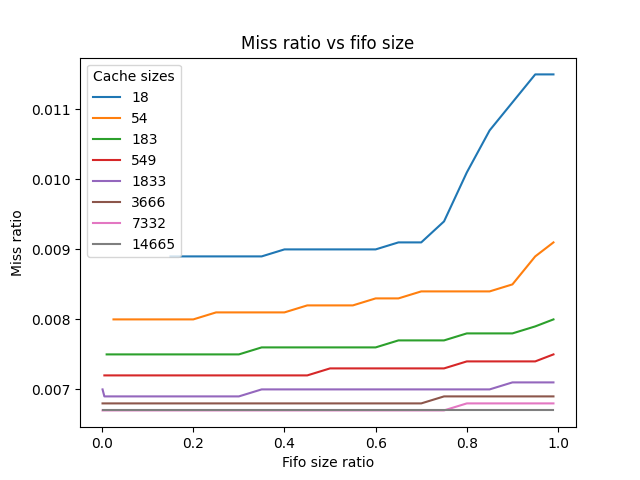 Miss ratio vs fifo size
Cache sizes
18
54
183
549
1833
3666
7332
14665
0.011
0.010
0.009
0.008
0.007
Miss ratio
0.0 0.2 0.4 0.6 0.8 1.0
Fifo size ratio